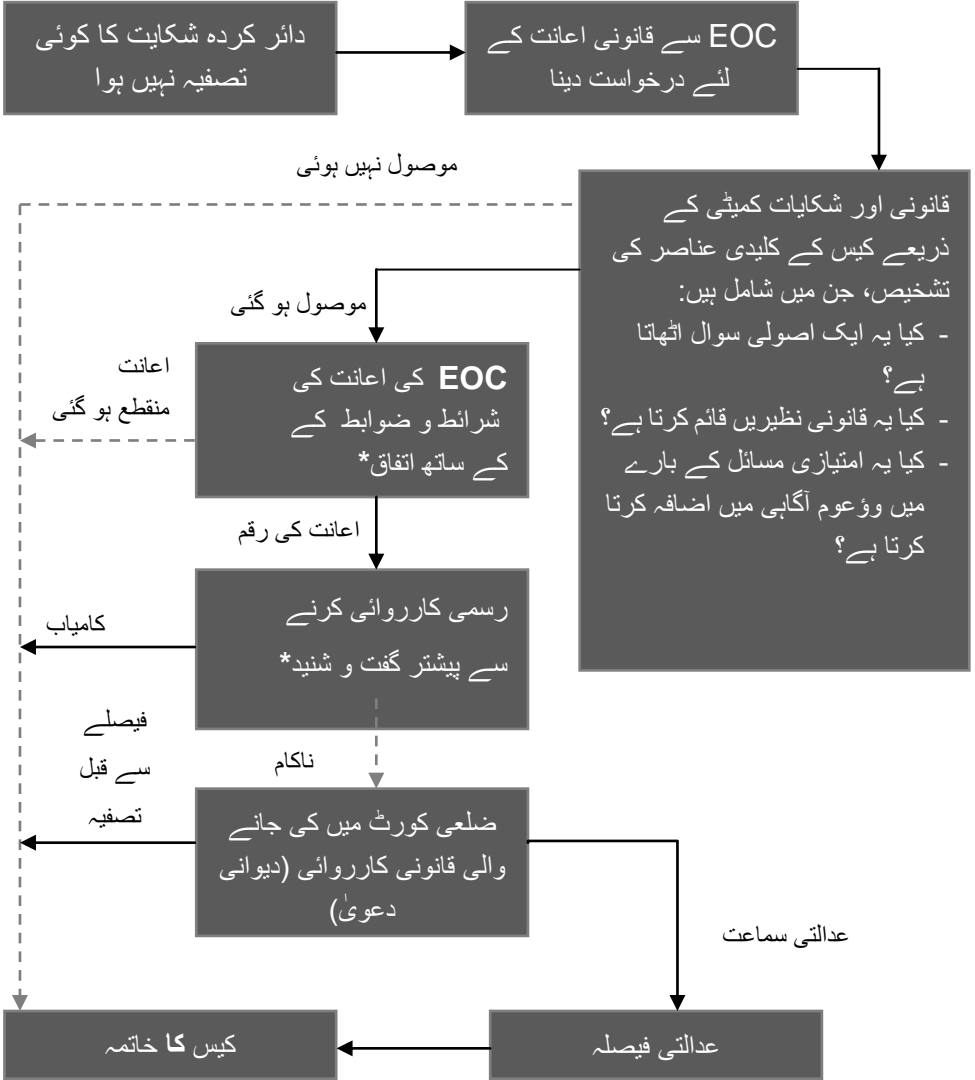 دائر کردہ شکایت کا کوئی
تصفیہ نہیں ہوا
EOC سے قانونی اعانت کے
لئے درخواست دینا
موصول نہیں ہوئی
قانونی اور شکایات کمیٹی کے
ذریعے کیس کے کلیدی عناصر کی
تشخیص، جن میں شامل ہیں:
- کیا یہ ایک اصولی سوال اٹھاتا
ہے؟
- کیا یہ قانونی نظیریں قائم کرتا ہے؟
- کیا یہ امتیازی مسائل کے بارے
میں وؤعوم آگاہی میں اضافہ کرتا
کرتا ہے؟
موصول ہو گئی
EOC کی اعانت کی
شرائط و ضوابط کے
کے ساتھ اتفاق*
اعانت
منقطع ہو گئی
اعانت کی رقم
رسمی کارروائی کرنے
سے پیشتر گفت و شنید*
کامیاب
ناکام
فیصلے
سے قبل
تصفیہ
ضلعی کورٹ میں کی جانے
والی قانونی کارروائی (دیوانی
دعویٰ)
عدالتی سماعت
عدالتی فیصلہ
کیس کا خاتمہ